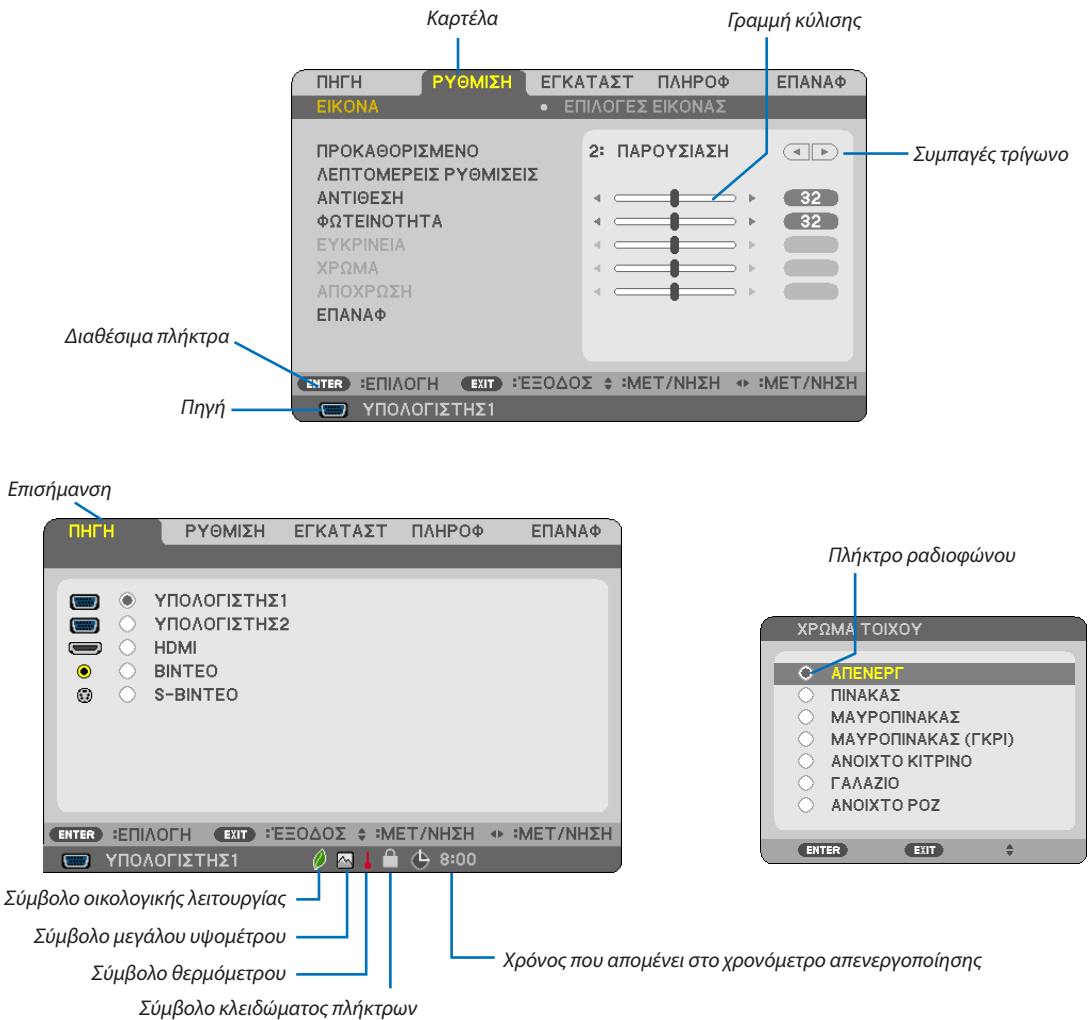 Καρτέλα
Γραμμή κύλισης
ΠΗΓΗ ΡΥΘΜΙΣΗ ΕΓΚΑΤΑΣΤ ΠΛΗΡΟΦ ΕΠΑΝΑΦ
ΕΙΚΟΝΑ • ΕΠΙΛΟΓΕΣ ΕΙΚΟΝΑΣ
ΠΡΟΚΑΘΟΡΙΣΜΕΝΟ 2: ΠΑΡΟΥΣΙΑΣΗ
Συμπαγές τρίγωνο
ΛΕΠΤΟΜΕΡΕΙΣ ΡΥΘΜΙΣΕΙΣ
ΑΝΤΙΘΕΣΗ 32
ΦΩΤΕΙΝΟΤΗΤΑ 32
ΕΥΚΡΙΝΕΙΑ
ΧΡΩΜΑ
ΑΠΟΧΡΩΣΗ
ΕΠΑΝΑΦ
Διαθέσιμα πλήκτρα
ENTER :ΕΠΙΛΟΓΗ EXIT :ΈΞΟΔΟΣ :ΜΕΤ/ΝΗΣΗ :ΜΕΤ/ΝΗΣΗ
Πηγή
ΥΠΟΛΟΓΙΣΤΗΣ1
Επισήμανση
ΠΗΓΗ ΡΥΘΜΙΣΗ ΕΓΚΑΤΑΣΤ ΠΛΗΡΟΦ ΕΠΑΝΑΦ
ΥΠΟΛΟΓΙΣΤΗΣ1
ΥΠΟΛΟΓΙΣΤΗΣ2
HDMI
ΒΙΝΤΕΟ
S-ΒΙΝΤΕΟ
ENTER :ΕΠΙΛΟΓΗ EXIT :ΈΞΟΔΟΣ :ΜΕΤ/ΝΗΣΗ :ΜΕΤ/ΝΗΣΗ
ΥΠΟΛΟΓΙΣΤΗΣ1 8:00
Πλήκτρο ραδιοφώνου
ΧΡΩΜΑ ΤΟΙΧΟΥ
ΑΠΕΝΕΡΓ
ΠΙΝΑΚΑΣ
ΜΑΥΡΟΠΙΝΑΚΑΣ
ΜΑΥΡΟΠΙΝΑΚΑΣ (ΓΚΡΙ)
ΑΝΟΙΧΤΟ ΚΙΤΡΙΝΟ
ΓΑΛΑΖΙΟ
ΑΝΟΙΧΤΟ ΡΟΖ
ENTER EXIT
Σύμβολο οικολογικής λειτουργίας
Σύμβολο μεγάλου υψομέτρου
Σύμβολο θερμόμετρου
Σύμβολο κλειδώματος πλήκτρων
Χρόνος που απομένει στο χρονόμετρο απενεργοποίησης